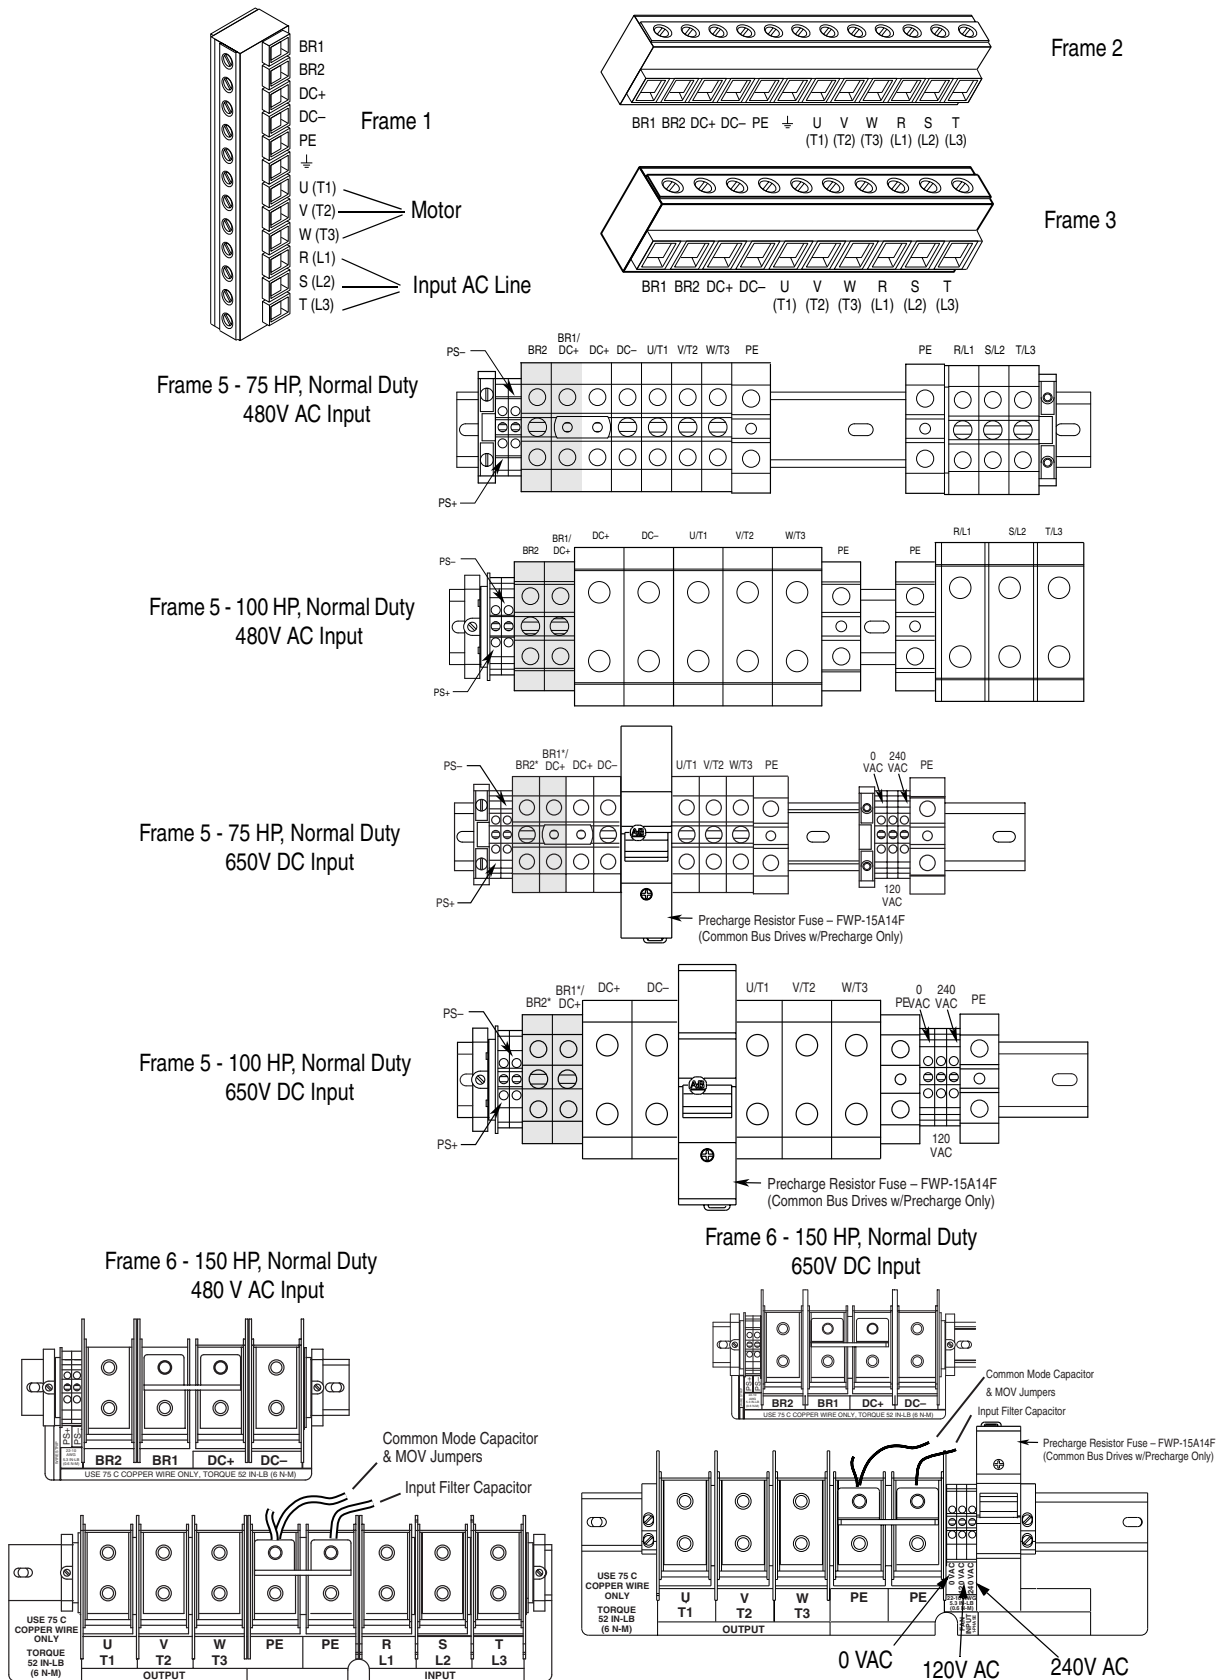 BR1
BR2
DC+
DC–
PE
U (T1)
V (T2)
W (T3)
R (L1)
S (L2)
T (L3)
Frame 1
Motor
Input AC Line
Frame 2
BR1 BR2 DC+ DC– PE U V W R S T
(T1) (T2) (T3) (L1) (L2) (L3)
Frame 3
BR1 BR2 DC+ DC– U V W R S T
(T1) (T2) (T3) (L1) (L2) (L3)
Frame 5 - 75 HP, Normal Duty
480V AC Input
PS–
BR2
BR1/
DC+
DC+ DC– U/T1 V/T2 W/T3 PE
PE R/L1 S/L2 T/L3
PS+
Frame 5 - 100 HP, Normal Duty
480V AC Input
PS–
BR2
BR1/
DC+
DC+ DC– U/T1 V/T2 W/T3
PE PE
R/L1 S/L2 T/L3
PS+
Frame 5 - 75 HP, Normal Duty
650V DC Input
PS–
BR2*
BR1*/
DC+
DC+ DC–
U/T1 V/T2 W/T3 PE
0
VAC
240
VAC
PE
AB
120
VAC
PS+
Precharge Resistor Fuse – FWP-15A14F
(Common Bus Drives w/Precharge Only)
Frame 5 - 100 HP, Normal Duty
650V DC Input
PS–
BR2*
BR1*/
DC+
DC+ DC–
U/T1 V/T2 W/T3
PE
0
VAC
240
VAC
PE
AB
120
VAC
PS+
Precharge Resistor Fuse – FWP-15A14F
(Common Bus Drives w/Precharge Only)
Frame 6 - 150 HP, Normal Duty
480 V AC Input
PS+
PS–
BR2 BR1 DC+ DC–
USE 75 C COPPER WIRE ONLY, TORQUE 52 IN-LB (6 N-M)
Common Mode Capacitor
& MOV Jumpers
Input Filter Capacitor
USE 75 C
COPPER WIRE
ONLY
TORQUE
52 IN-LB
(6 N-M)
U V W PE PE R S T
T1 T2 T3 L1 L2 L3
OUTPUT INPUT
Frame 6 - 150 HP, Normal Duty
650V DC Input
PS+
PS–
BR2 BR1 DC+ DC–
USE 75 C COPPER WIRE ONLY, TORQUE 52 IN-LB (6 N-M)
Common Mode Capacitor
& MOV Jumpers
Input Filter Capacitor
Precharge Resistor Fuse – FWP-15A14F
(Common Bus Drives w/Precharge Only)
USE 75 C
COPPER WIRE
ONLY
TORQUE
52 IN-LB
(6 N-M)
U V W PE PE
T1 T2 T3
OUTPUT
0 VAC
120 VAC
240 VAC
FAN
INPUT
0 VAC
120V AC
240V AC